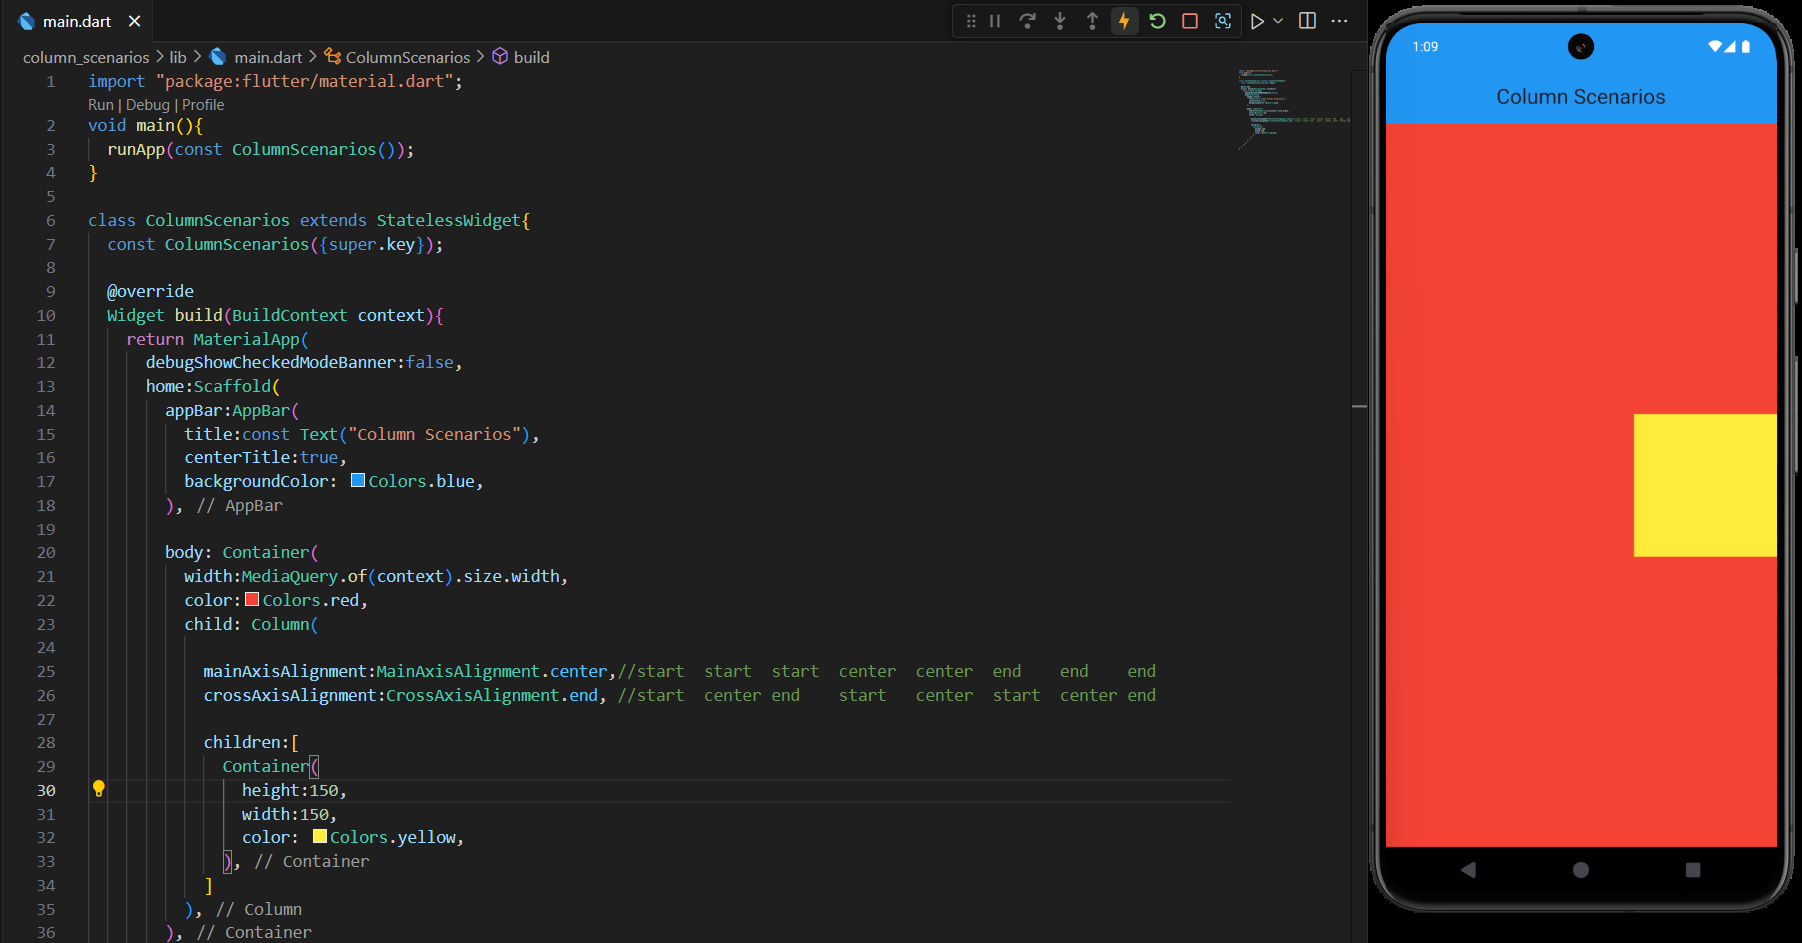 main.dart
column_scenarios > lib > main.dart > ColumnScenarios > build
1 import "package:flutter/material.dart";
Run | Debug | Profile
2 void main(){
3 runApp(const ColumnScenarios());
4 }
5
6 class ColumnScenarios extends StatelessWidget{
7 const ColumnScenarios({super.key});
8
9 @override
10 Widget build(BuildContext context){
11 return MaterialApp(
12 debugShowCheckedModeBanner:false,
13 home:Scaffold(
14 appBar:AppBar(
15 title:const Text("Column Scenarios"),
16 centerTitle:true,
17 backgroundColor: Colors.blue,
18 ), // AppBar
19
20 body: Container(
21 width:MediaQuery.of(context).size.width,
22 color:Colors.red,
23 child: Column(
24
25 mainAxisAlignment:MainAxisAlignment.center,//start start start center center end end end
26 crossAxisAlignment:CrossAxisAlignment.end, //start center end start center start center end
27
28 children:[
29 Container(
30 height:150,
31 width:150,
32 color: Colors.yellow,
33 ), // Container
34 ]
35 ), // Column
36 ), // Container
1:09
Column Scenarios